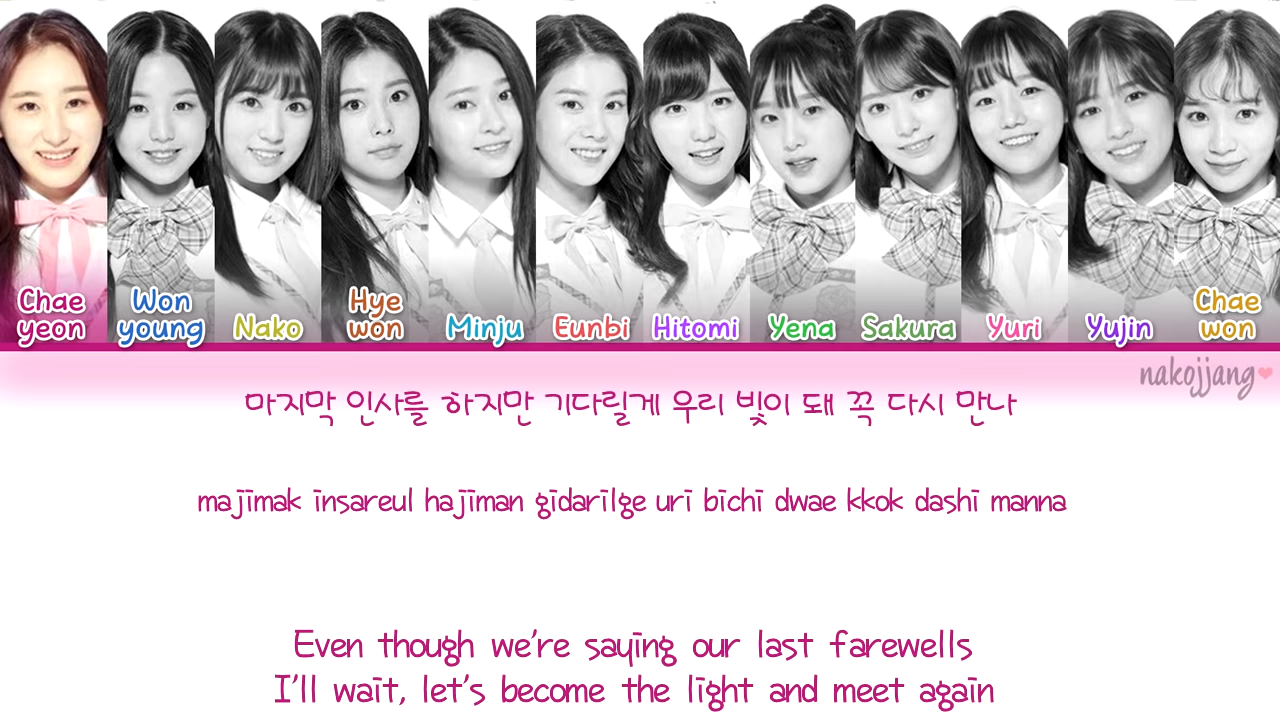 Chae
yeon
Won
young
Nako
Hye
won
Minju
Eunbi
Hitomi
Yena
Sakura
Yuri
Yujin
Chae
won
nakojjang
마지막 인사를 하지만 기다릴게 우리 빛이 돼 꼭 다시 만나
majimak insareul hajiman gidarilge uri bichi dwae kkok dashi manna
Even though we're saying our last farewells
I'll wait, let's become the light and meet again